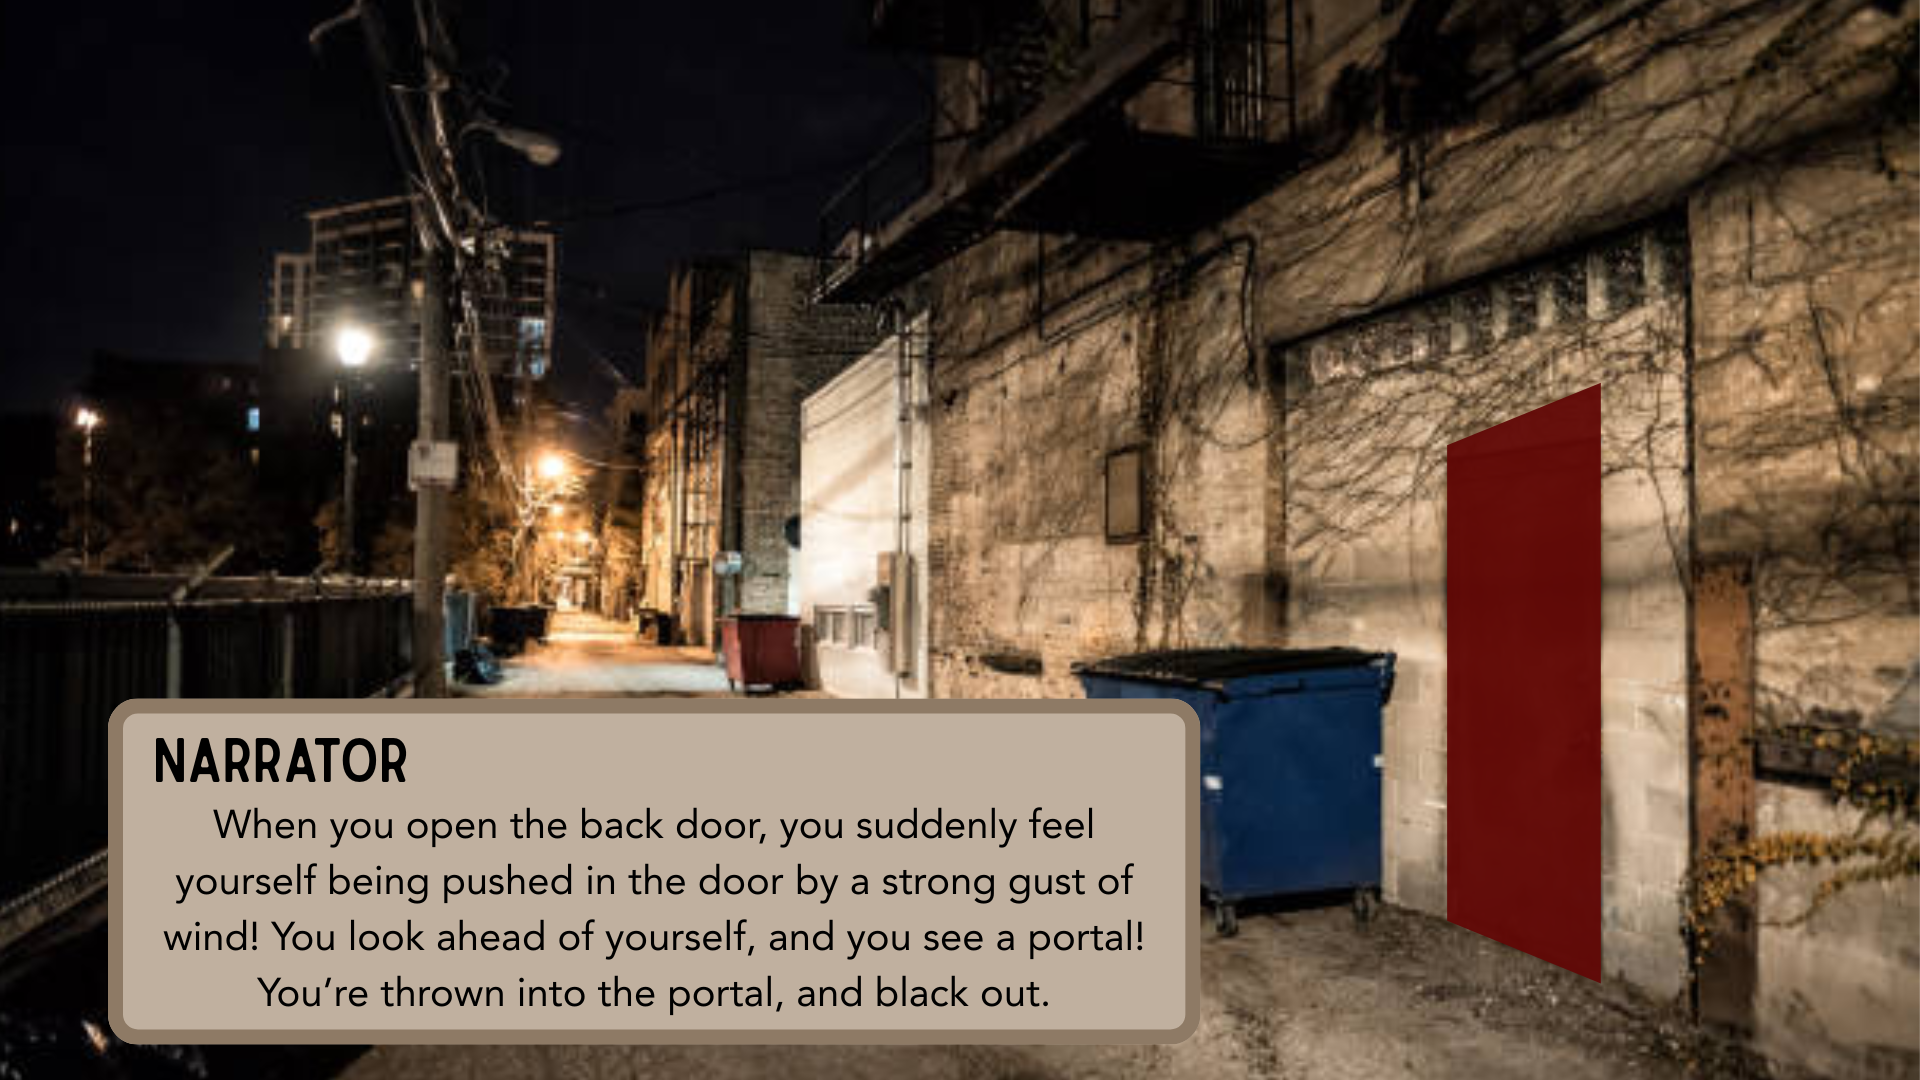 NARRATOR
When you open the back door, you suddenly feel
yourself being pushed in the door by a strong gust of
wind! You look ahead of yourself, and you see a portal!
You’re thrown into the portal, and black out.